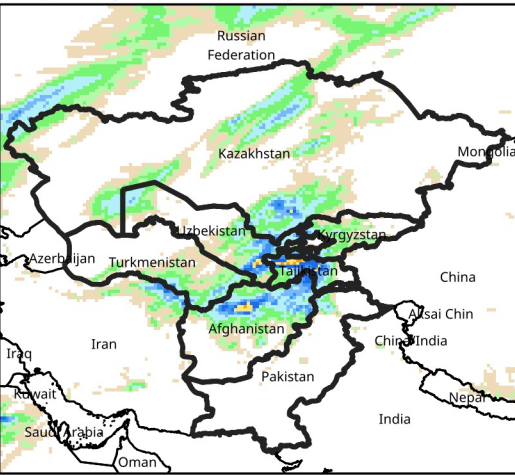 Russian
Federation
Kazakhstan
Mongolia
Uzbekistan
Kyrgyzstan
Azerbaijan
Turkmenistan
Tajikistan
China
Aksai Chin
Afghanistan
China/India
Iran
Iraq
Pakistan
Kuwait
Nepal
India
Saudi Arabia
Oman